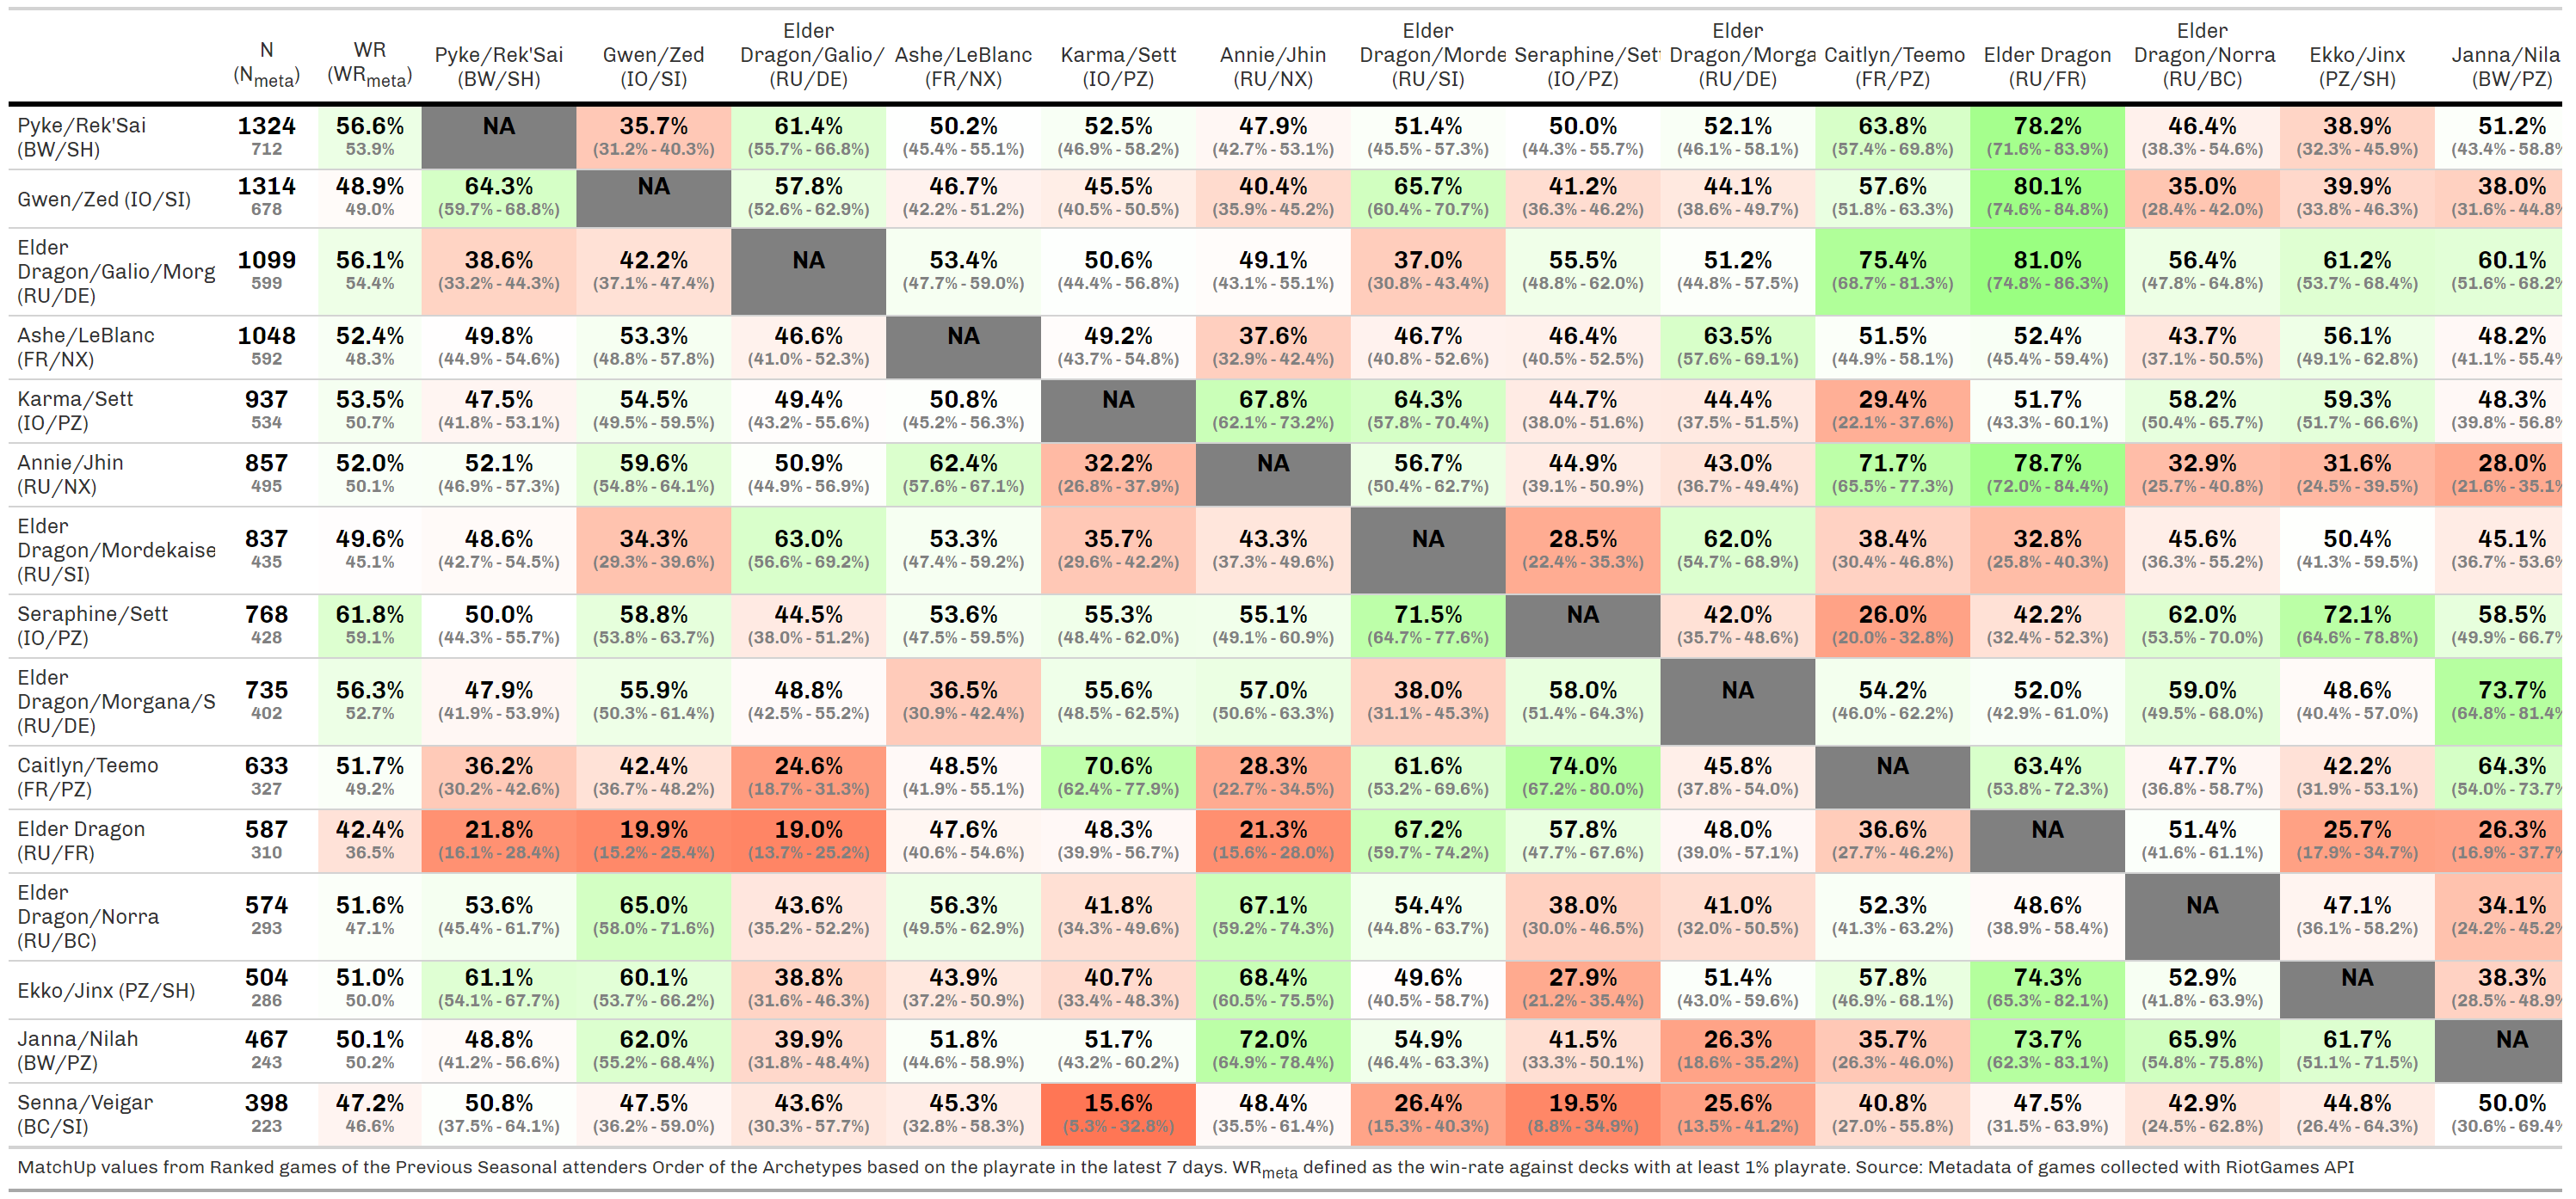 N (Nmeta) WR (WRmeta) Pyke/Rek'Sai (BW/SH) Gwen/Zed (IO/SI) Elder Dragon/Galio/ (RU/DE) Ashe/LeBlanc (FR/NX) Karma/Sett (IO/PZ) Annie/Jhin (RU/NX) Elder Dragon/Morde (RU/SI) Seraphine/Sett (IO/PZ) Elder Dragon/Morga (RU/DE) Caitlyn/Teemo (FR/PZ) Elder Dragon (RU/FR) Elder Dragon/Norra (RU/BC) Ekko/Jinx (PZ/SH) Janna/Nila (BW/PZ)
Pyke/Rek'Sai 1324 56.6% NA 35.7% 61.4% 50.2% 52.5% 47.9% 51.4% 50.0% 52.1% 63.8% 78.2% 46.4% 38.9% 51.2%
(BW/SH) 712 53.9% (31.2% - 40.3%) (55.7% - 66.8%) (45.4% - 55.1%) (46.9% - 58.2%) (42.7% - 53.1%) (45.5% - 57.3%) (44.3% - 55.7%) (46.1% - 58.1%) (57.4% - 69.8%) (71.6% - 83.9%) (38.3% - 54.6%) (32.3% - 45.9%) (43.4% - 58.8%
Gwen/Zed (IO/SI) 1314 48.9% 64.3% NA 57.8% 46.7% 45.5% 40.4% 65.7% 41.2% 44.1% 57.6% 80.1% 35.0% 39.9% 38.0%
678 49.0% (59.7% - 68.8%) (52.6% - 62.9%) (42.2% - 51.2%) (40.5% - 50.5%) (35.9% - 45.2%) (60.4% - 70.7%) (36.3% - 46.2%) (38.6% - 49.7%) (51.8% - 63.3%) (74.6% - 84.8%) (28.4% - 42.0%) (33.8% - 46.3%) (31.6% - 44.8%
Elder
Dragon/Galio/Morg 1099 56.1% 38.6% 42.2% NA 53.4% 50.6% 49.1% 37.0% 55.5% 51.2% 75.4% 81.0% 56.4% 61.2% 60.1%
(RU/DE) 599 54.4% (33.2% - 44.3%) (37.1% - 47.4%) (47.7% - 59.0%) (44.4% - 56.8%) (43.1% - 55.1%) (30.8% - 43.4%) (48.8% - 62.0%) (44.8% - 57.5%) (68.7% - 81.3%) (74.8% - 86.3%) (47.8% - 64.8%) (53.7% - 68.4%) (51.6% - 68.2%
Ashe/LeBlanc 1048 52.4% 49.8% 53.3% 46.6% NA 49.2% 37.6% 46.7% 46.4% 63.5% 51.5% 52.4% 43.7% 56.1% 48.2%
(FR/NX) 592 48.3% (44.9% - 54.6%) (48.8% - 57.8%) (41.0% - 52.3%) (43.7% - 54.8%) (32.9% - 42.4%) (40.8% - 52.6%) (40.5% - 52.5%) (57.6% - 69.1%) (44.9% - 58.1%) (45.4% - 59.4%) (37.1% - 50.5%) (49.1% - 62.8%) (41.1% - 55.4%
Karma/Sett 937 53.5% 47.5% 54.5% 49.4% 50.8% NA 67.8% 64.3% 44.7% 44.4% 29.4% 51.7% 58.2% 59.3% 48.3%
(IO/PZ) 534 50.7% (41.8% - 53.1%) (49.5% - 59.5%) (43.2% - 55.6%) (45.2% - 56.3%) (62.1% - 73.2%) (57.8% - 70.4%) (38.0% - 51.6%) (37.5% - 51.5%) (22.1% - 37.6%) (43.3% - 60.1%) (50.4% - 65.7%) (51.7% - 66.6%) (39.8% - 56.8%
Annie/Jhin 857 52.0% 52.1% 59.6% 50.9% 62.4% 32.2% NA 56.7% 44.9% 43.0% 71.7% 78.7% 32.9% 31.6% 28.0%
(RU/NX) 495 50.1% (46.9% - 57.3%) (54.8% - 64.1%) (44.9% - 56.9%) (57.6% - 67.1%) (26.8% - 37.9%) (50.4% - 62.7%) (39.1% - 50.9%) (36.7% - 49.4%) (65.5% - 77.3%) (72.0% - 84.4%) (25.7% - 40.8%) (24.5% - 39.5%) (21.6% - 35.1%
Elder
Dragon/Mordekaise 837 49.6% 48.6% 34.3% 63.0% 53.3% 35.7% 43.3% NA 28.5% 62.0% 38.4% 32.8% 45.6% 50.4% 45.1%
(RU/SI) 435 45.1% (42.7% - 54.5%) (29.3% - 39.6%) (56.6% - 69.2%) (47.4% - 59.2%) (29.6% - 42.2%) (37.3% - 49.6%) (22.4% - 35.3%) (54.7% - 68.9%) (30.4% - 46.8%) (25.8% - 40.3%) (36.3% - 55.2%) (41.3% - 59.5%) (36.7% - 53.6%
Seraphine/Sett 768 61.8% 50.0% 58.8% 44.5% 53.6% 55.3% 55.1% 71.5% NA 42.0% 26.0% 42.2% 62.0% 72.1% 58.5%
(IO/PZ) 428 59.1% (44.3% - 55.7%) (53.8% - 63.7%) (38.0% - 51.2%) (47.5% - 59.5%) (48.4% - 62.0%) (49.1% - 60.9%) (64.7% - 77.6%) (35.7% - 48.6%) (20.0% - 32.8%) (32.4% - 52.3%) (53.5% - 70.0%) (64.6% - 78.8%) (49.9% - 66.7%
Elder
Dragon/Morgana/S 735 56.3% 47.9% 55.9% 48.8% 36.5% 55.6% 57.0% 38.0% 58.0% NA 54.2% 52.0% 59.0% 48.6% 73.7%
(RU/DE) 402 52.7% (41.9% - 53.9%) (50.3% - 61.4%) (42.5% - 55.2%) (30.9% - 42.4%) (48.5% - 62.5%) (50.6% - 63.3%) (31.1% - 45.3%) (51.4% - 64.3%) (46.0% - 62.2%) (42.9% - 61.0%) (49.5% - 68.0%) (40.4% - 57.0%) (64.8% - 81.4%
Caitlyn/Teemo 633 51.7% 36.2% 42.4% 24.6% 48.5% 70.6% 28.3% 61.6% 74.0% 45.8% NA 63.4% 47.7% 42.2% 64.3%
(FR/PZ) 327 49.2% (30.2% - 42.6%) (36.7% - 48.2%) (18.7% - 31.3%) (41.9% - 55.1%) (62.4% - 77.9%) (22.7% - 34.5%) (53.2% - 69.6%) (67.2% - 80.0%) (37.8% - 54.0%) (53.8% - 72.3%) (36.8% - 58.7%) (31.9% - 53.1%) (54.0% - 73.7%
Elder Dragon 587 42.4% 21.8% 19.9% 19.0% 47.6% 48.3% 21.3% 67.2% 57.8% 48.0% 36.6% NA 51.4% 25.7% 26.3%
(RU/FR) 310 36.5% (16.1% - 28.4%) (15.2% - 25.4%) (13.7% - 25.2%) (40.6% - 54.6%) (39.9% - 56.7%) (15.6% - 28.0%) (59.7% - 74.2%) (47.7% - 67.6%) (39.0% - 57.1%) (27.7% - 46.2%) (41.6% - 61.1%) (17.9% - 34.7%) (16.9% - 37.7%
Elder
Dragon/Norra 574 51.6% 53.6% 65.0% 43.6% 56.3% 41.8% 67.1% 54.4% 38.0% 41.0% 52.3% 48.6% NA 47.1% 34.1%
(RU/BC) 293 47.1% (45.4% - 61.7%) (58.0% - 71.6%) (35.2% - 52.2%) (49.5% - 62.9%) (34.3% - 49.6%) (59.2% - 74.3%) (44.8% - 63.7%) (30.0% - 46.5%) (32.0% - 50.5%) (41.3% - 63.2%) (38.9% - 58.4%) (36.1% - 58.2%) (24.2% - 45.2%
Ekko/Jinx (PZ/SH) 504 51.0% 61.1% 60.1% 38.8% 43.9% 40.7% 68.4% 49.6% 27.9% 51.4% 57.8% 74.3% 52.9% NA 38.3%
286 50.0% (54.1% - 67.7%) (53.7% - 66.2%) (31.6% - 46.3%) (37.2% - 50.9%) (33.4% - 48.3%) (60.5% - 75.5%) (40.5% - 58.7%) (21.2% - 35.4%) (43.0% - 59.6%) (46.9% - 68.1%) (65.3% - 82.1%) (41.8% - 63.9%) (28.5% - 48.9%
Janna/Nilah 467 50.1% 48.8% 62.0% 39.9% 51.8% 51.7% 72.0% 54.9% 41.5% 26.3% 35.7% 73.7% 65.9% 61.7% NA
(BW/PZ) 243 50.2% (41.2% - 56.6%) (55.2% - 68.4%) (31.8% - 48.4%) (44.6% - 58.9%) (43.2% - 60.2%) (64.9% - 78.4%) (46.4% - 63.3%) (33.3% - 50.1%) (18.6% - 35.2%) (26.3% - 46.0%) (62.3% - 83.1%) (54.8% - 75.8%) (51.1% - 71.5%)
Senna/Veigar 398 47.2% 50.8% 47.5% 43.6% 45.3% 15.6% 48.4% 26.4% 19.5% 25.6% 40.8% 47.5% 42.9% 44.8% 50.0%
(BC/SI) 223 46.6% (37.5% - 64.1%) (36.2% - 59.0%) (30.3% - 57.7%) (32.8% - 58.3%) (5.3% - 32.8%) (35.5% - 61.4%) (15.3% - 40.3%) (8.8% - 34.9%) (13.5% - 41.2%) (27.0% - 55.8%) (31.5% - 63.9%) (24.5% - 62.8%) (26.4% - 64.3%) (30.6% - 69.4%
MatchUp values from Ranked games of the Previous Seasonal attenders Order of the Archetypes based on the playrate in the latest 7 days. WRmeta defined as the win-rate against decks with at least 1% playrate. Source: Metadata of games collected with RiotGames API